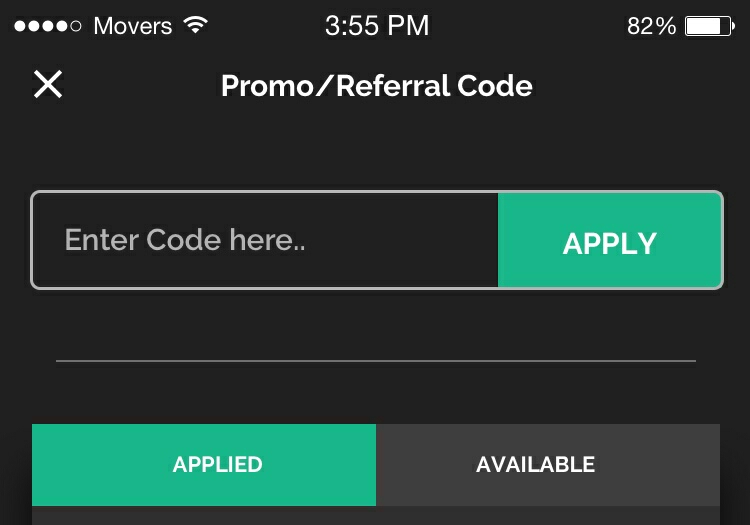 Movers 3:55 PM 82%
Promo/Referral Code
Enter Code here.. APPLY
APPLIED AVAILABLE